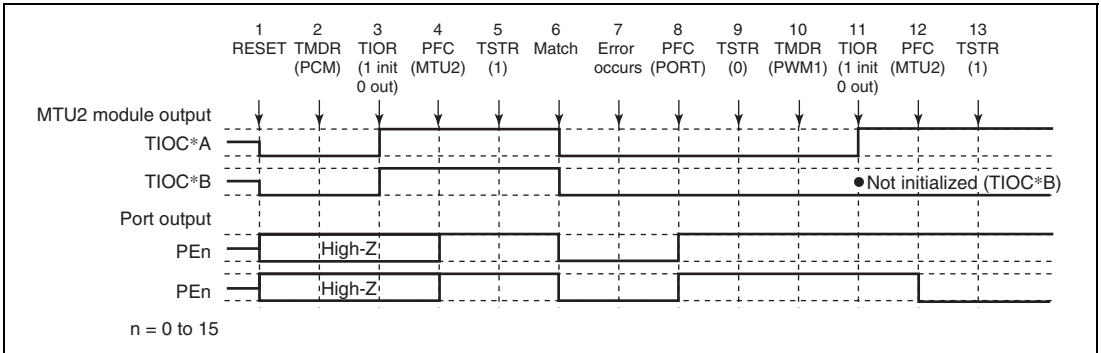 1 2 3 4 5 6 7 8 9 10 11 12 13
RESET TMDR TIOR PFC TSTR Match Error PFC TSTR TMDR TIOR PFC TSTR
(PCM) (1 init (MTU2) (1) occurs (PORT) (0) (PWM1) (1 init (MTU2) (1)
0 out) 0 out)
MTU2 module output
TIOC*A
TIOC*B
●Not initialized (TIOC*B)
Port output
PEn
High-Z
PEn
High-Z
n = 0 to 15